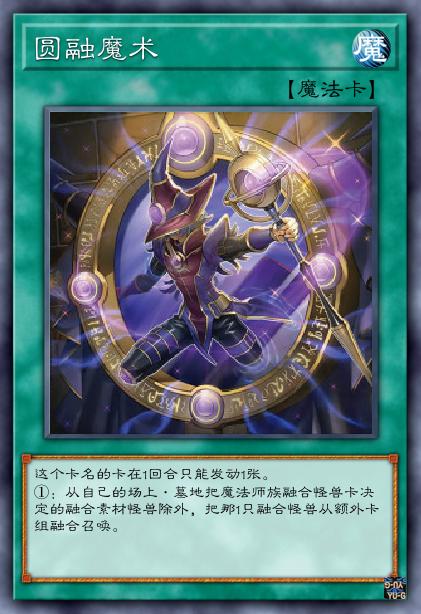 圆融魔术
魔
【魔法卡】
这个卡名的卡在1回合只能发动1张。
①：从自己的场上·墓地把魔法师族融合怪兽卡决
定的融合素材怪兽除外，把那1只融合怪兽从额外卡
组融合召唤。